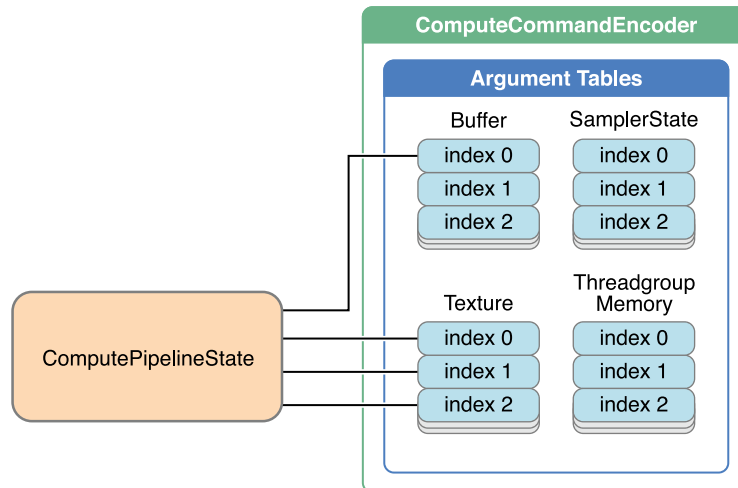 ComputeCommandEncoder
Argument Tables
Buffer
index 0
index 1
index 2
SamplerState
index 0
index 1
index 2
ComputePipelineState
Texture
index 0
index 1
index 2
Threadgroup
Memory
index 0
index 1
index 2